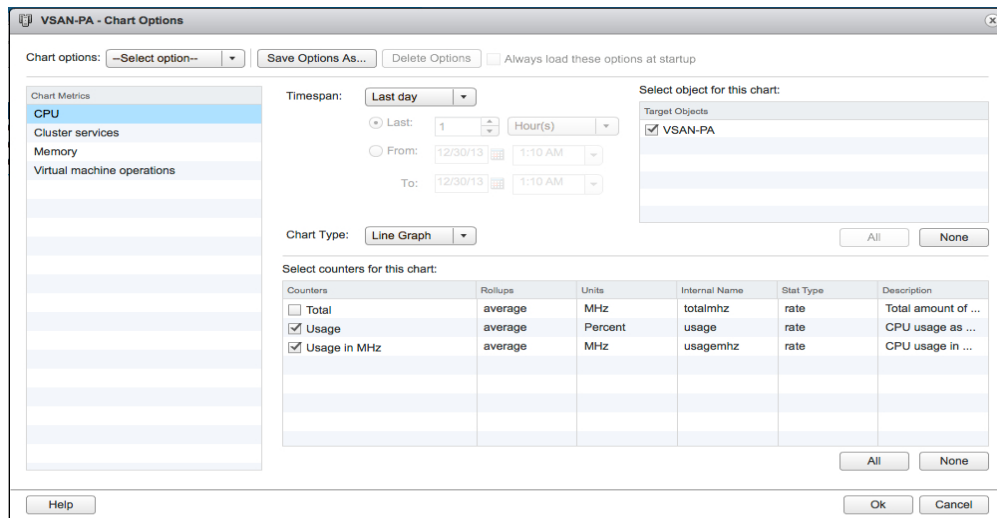 VSAN-PA - Chart Options
Chart options: --Select option-- Save Options As... Delete Options Always load these options at startup
Chart Metrics
CPU
Cluster services
Memory
Virtual machine operations
Timespan: Last day
Last: 1 Hour(s)
From: 12/30/13 1:10 AM
To: 12/30/13 1:10 AM
Chart Type: Line Graph
Select object for this chart:
Target Objects
VSAN-PA
All None
Select counters for this chart:
Counters Rollups Units Internal Name Stat Type Description
Total average MHz totalmhz rate Total amount of ...
Usage average Percent usage rate CPU usage as ...
Usage in MHz average MHz usagemhz rate CPU usage in ...
All None
Help Ok Cancel